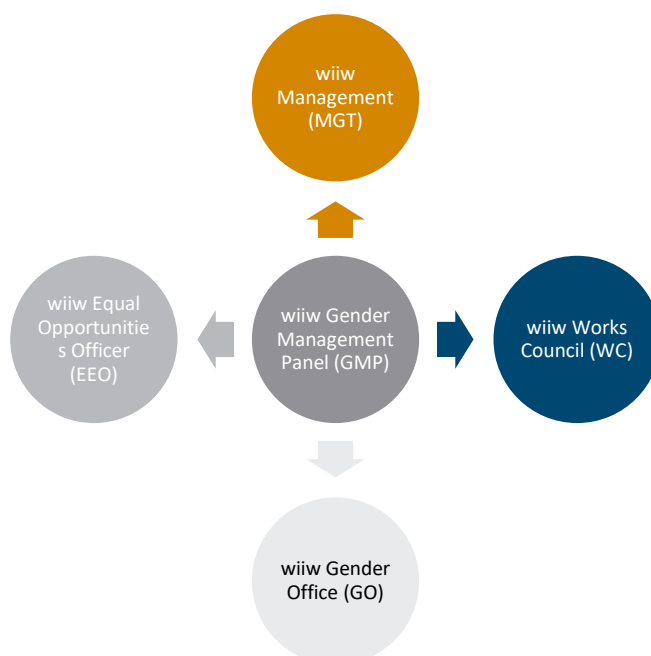 wiiw
Management
(MGT)
wiiw Equal
Opportunitie
s Officer
(EEO)
wiiw Gender
Management
Panel (GMP)
wiiw Works
Council (WC)
wiiw Gender
Office (GO)